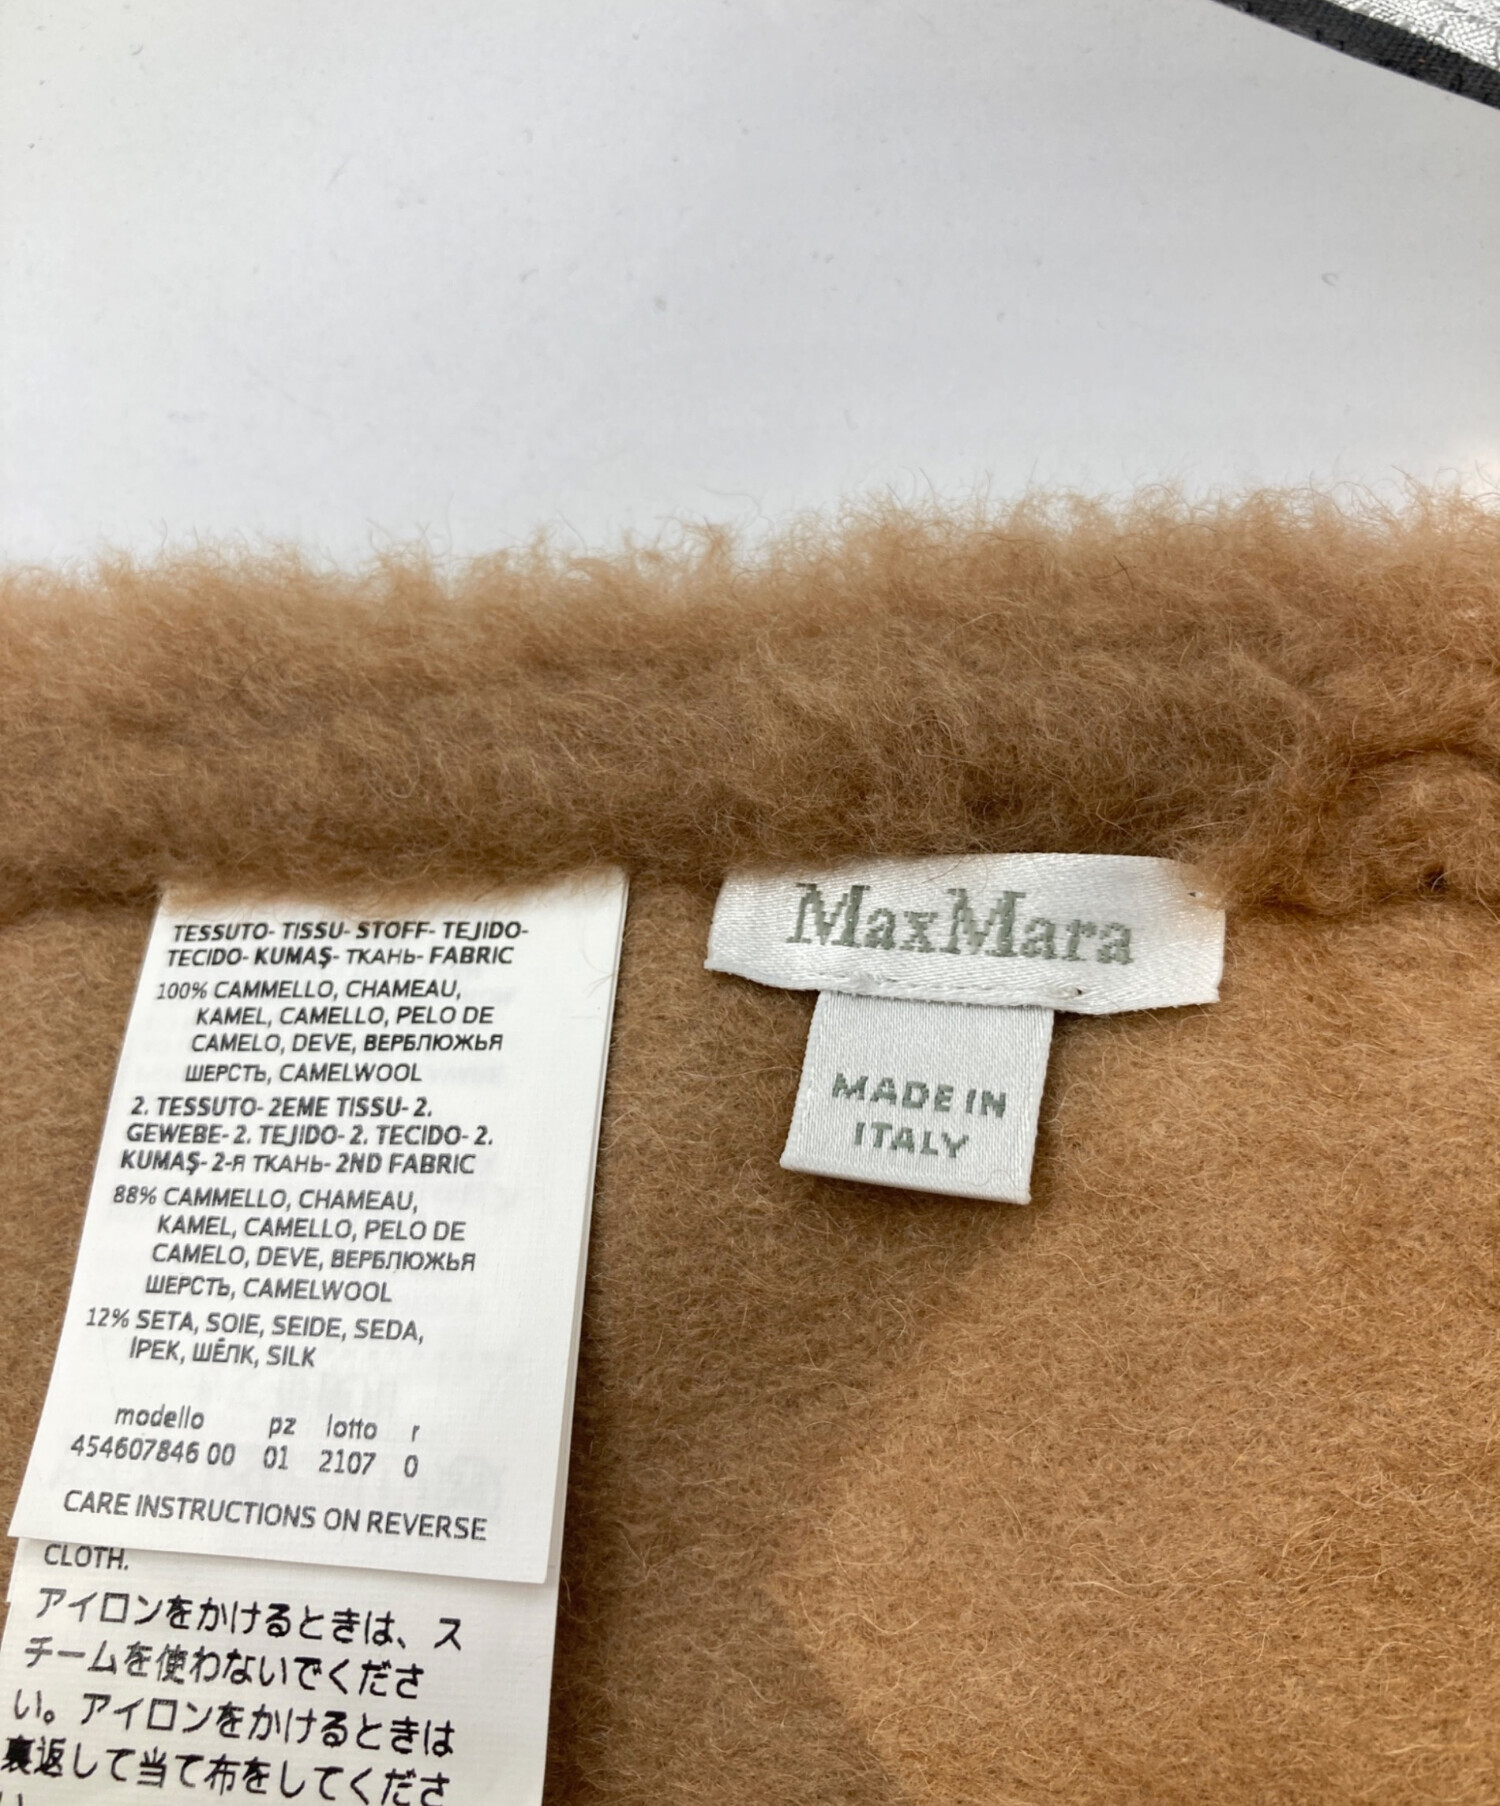 TESSUTO- TISSU- STOFF- TEJIDO-
TECIDO- KUMAŞ- ТКАНЬ- FABRIC
100% CAMMELLO, CHAMEAU,
KAMEL, CAMELLO, PELO DE
CAMELO, DEVE, ВЕРБЛЮЖЬЯ
ШЕРСТЬ, CAMELWOOL
2. TESSUTO- 2EME TISSU- 2.
GEWEBE- 2. TEJIDO- 2. TECIDO- 2.
KUMAŞ- 2-Я ТКАНЬ- 2ND FABRIC
88% CAMMELLO, CHAMEAU,
KAMEL, CAMELLO, PELO DE
CAMELO, DEVE, ВЕРБЛЮЖЬЯ
ШЕРСТЬ, CAMELWOOL
12% SETA, SOIE, SEIDE, SEDA,
İPEK, ШЁЛК, SILK
modello pz lotto r
454607846 00 01 2107 0
CARE INSTRUCTIONS ON REVERSE
CLOTH.
アイロンをかけるときは、ス
チームを使わないでくださ
い。アイロンをかけるときは
裏返して当て布をしてくださ
MaxMara
MADE IN
ITALY